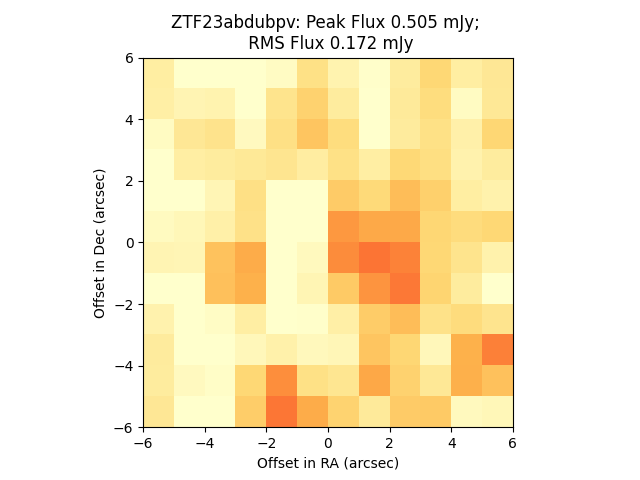 ZTF23abdubpv: Peak Flux 0.505 mJy;
RMS Flux 0.172 mJy
6
4
2
0
−2
−4
−6
Offset in Dec (arcsec)
−6 −4 −2 0 2 4 6
Offset in RA (arcsec)